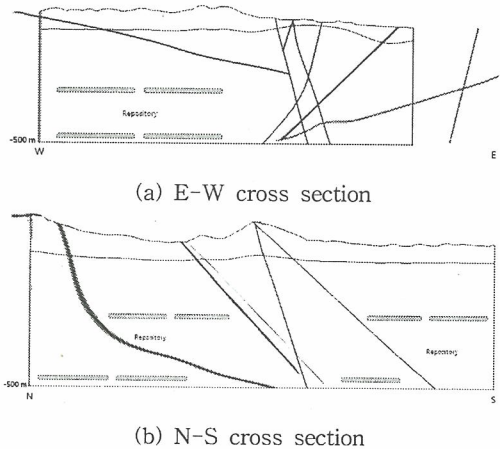 Repository
-500 m
W
E
(a) E-W cross section
Repository
Repository
-500 m
N
S
(b) N-S cross section